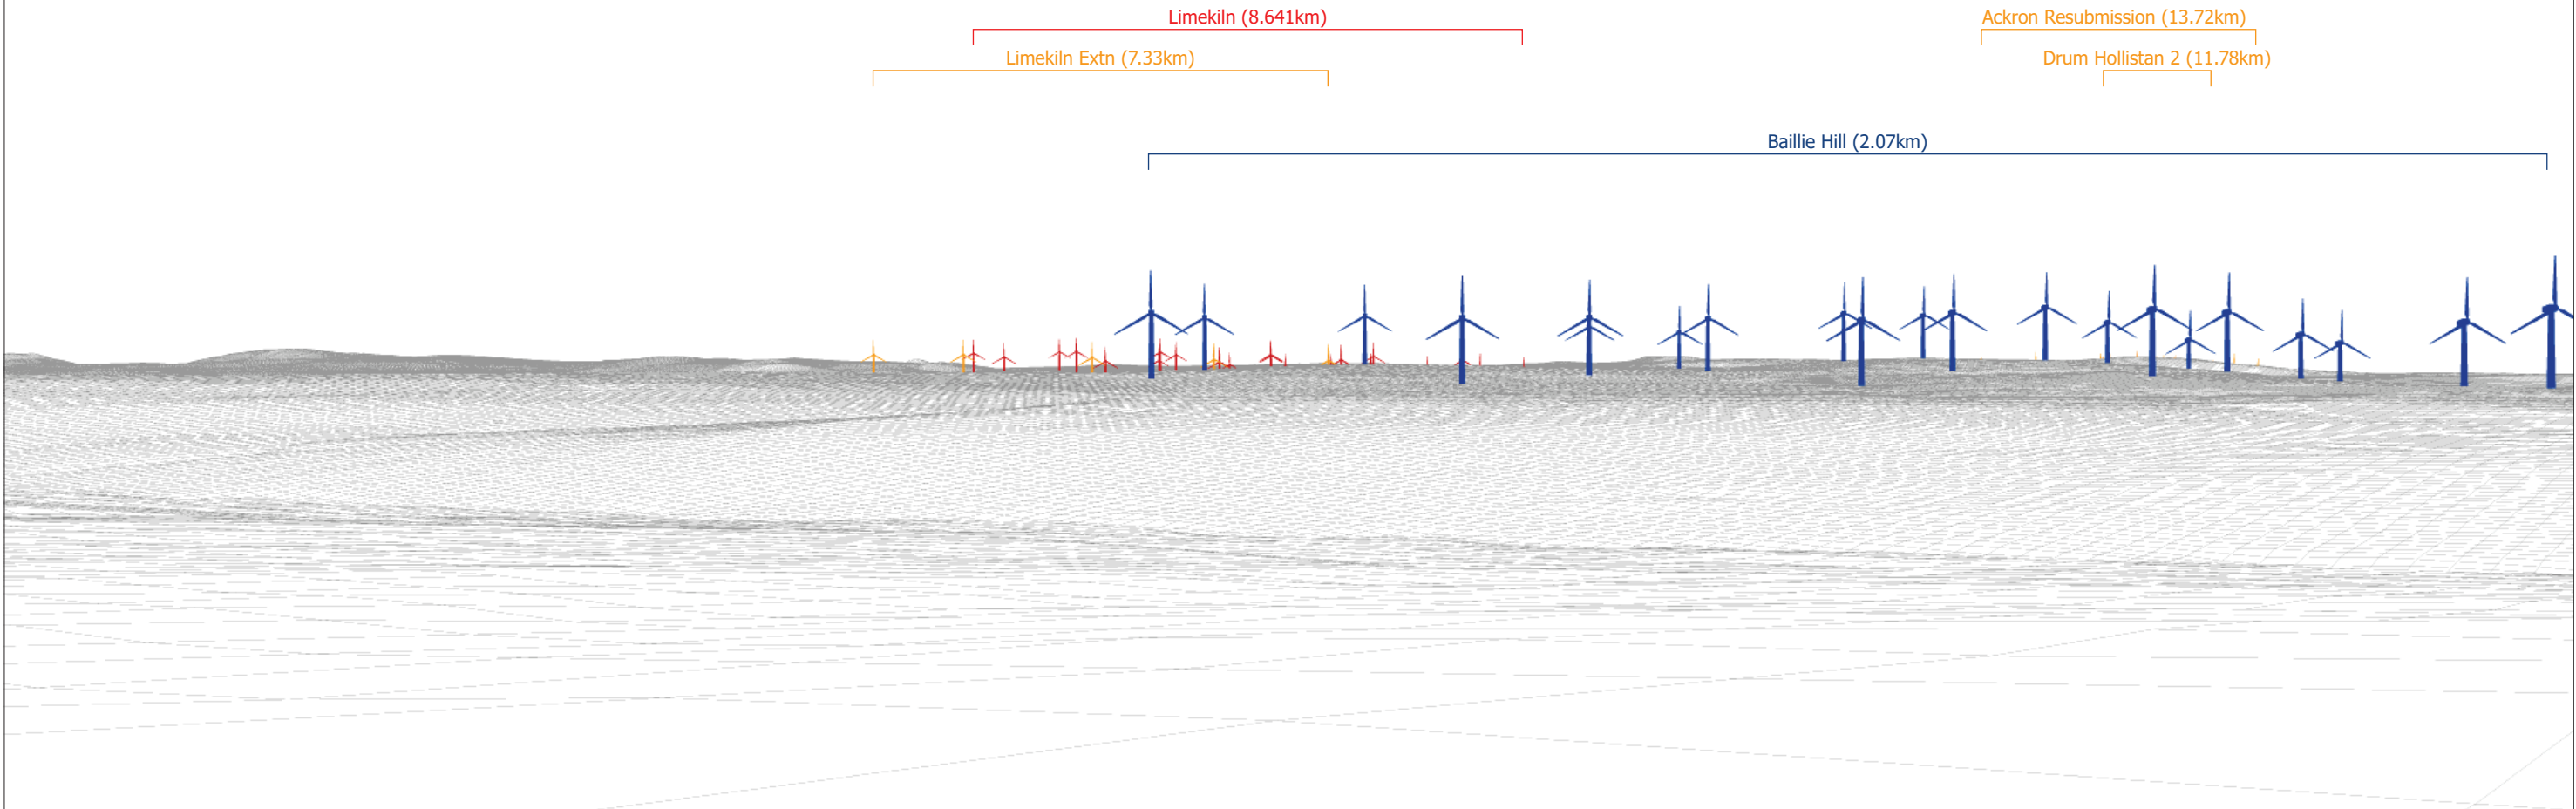 Limekiln (8.641km)
Ackron Resubmission (13.72km)
Limekiln Extn (7.33km)
Drum Hollistan 2 (11.78km)
Baillie Hill (2.07km)